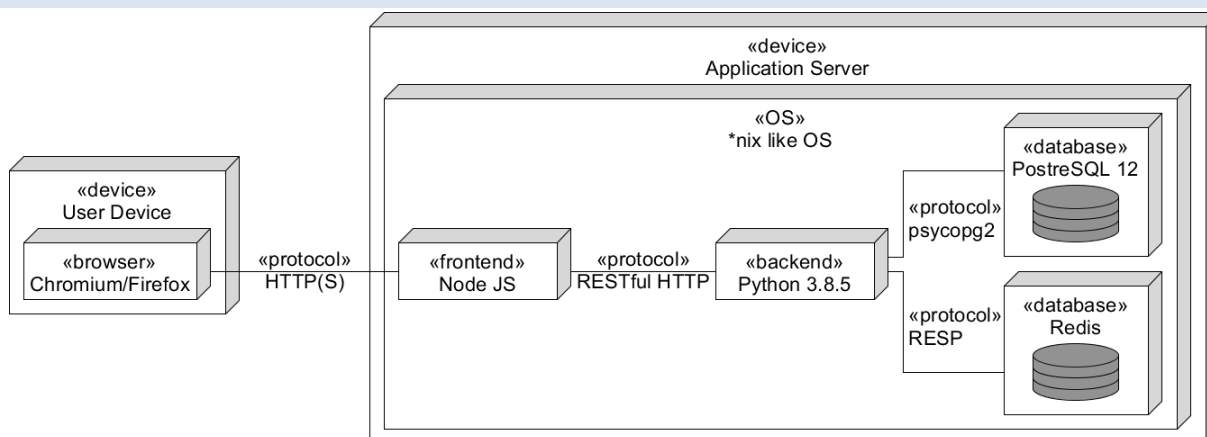 «device»
Application Server
«OS»
*nix like OS
«device»
User Device
«browser»
Chromium/Firefox
«protocol»
HTTP(S)
«frontend»
Node JS
«protocol»
RESTful HTTP
«backend»
Python 3.8.5
«protocol»
psycopg2
«database»
PostreSQL 12
«protocol»
RESP
«database»
Redis